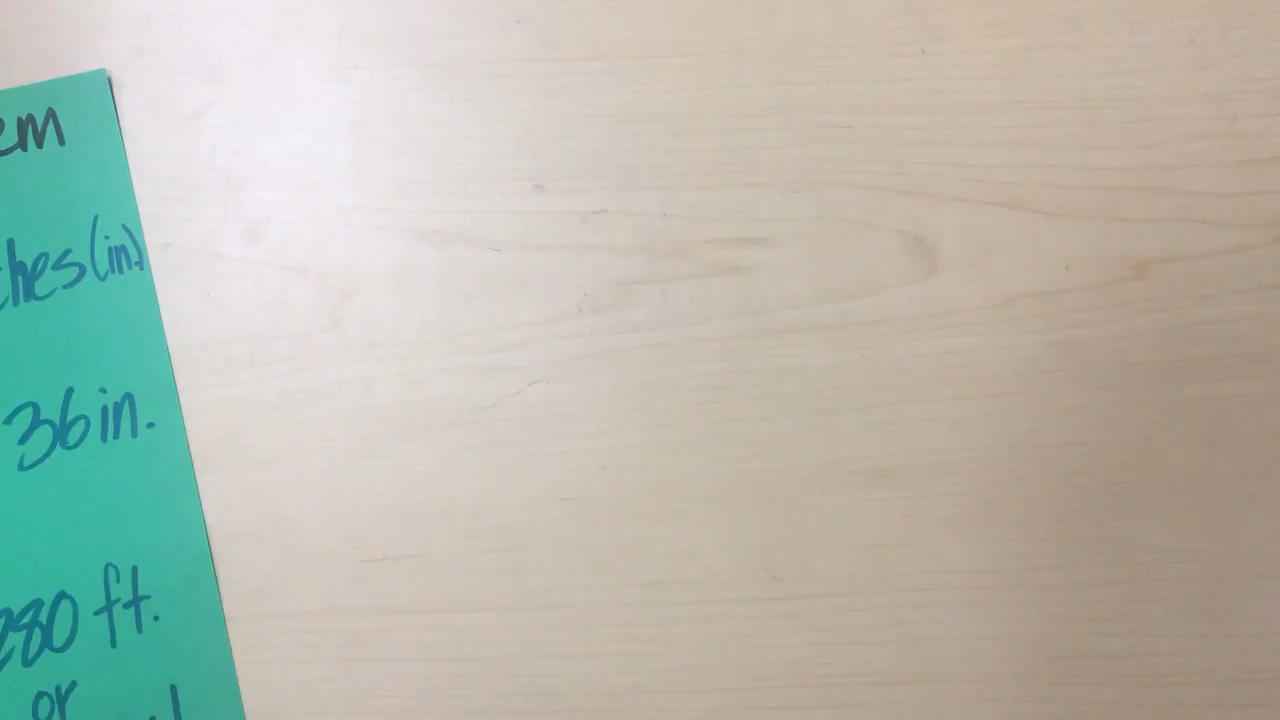 em
ches (in.)
36 in.
280 ft.
or